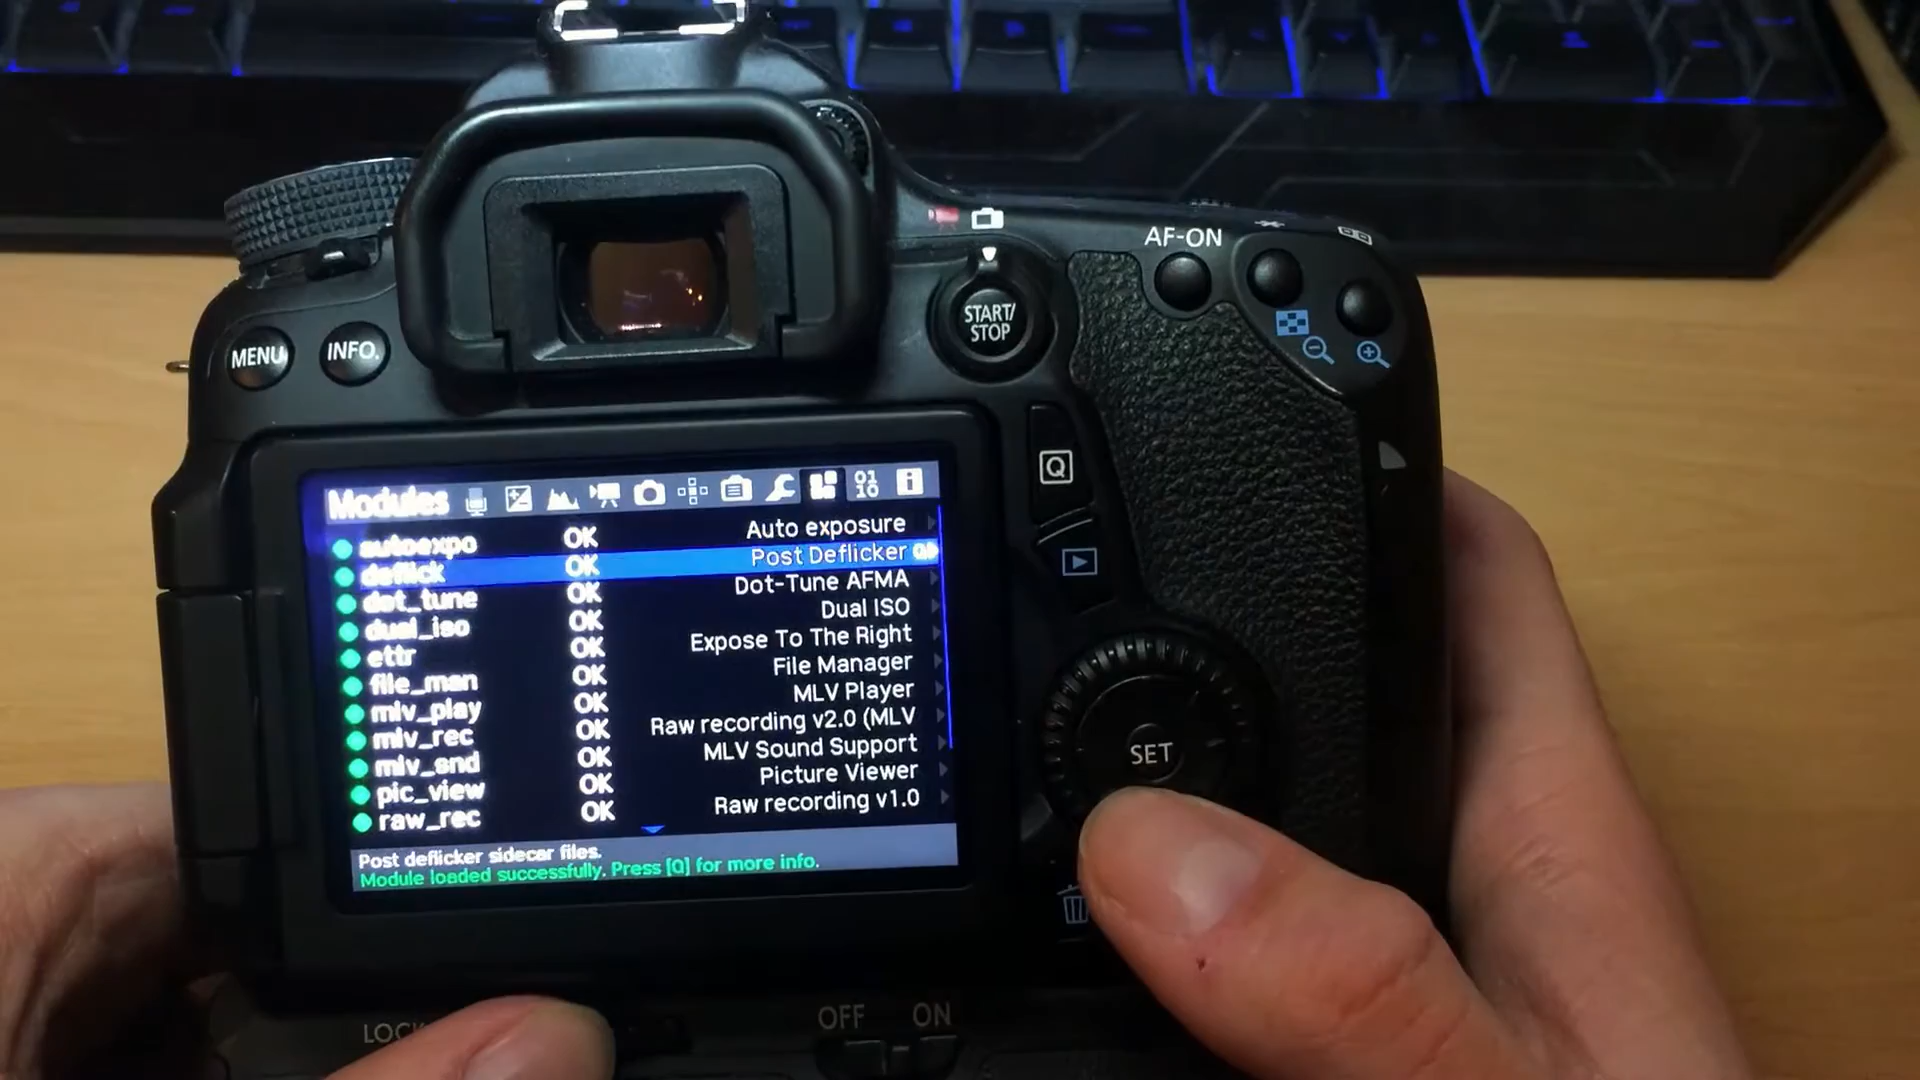 AF-ON
START/
STOP
MENU
INFO.
Q
Modules
01
10
i
autoexpo OK Auto exposure
deflick OK Post Deflicker Q
dot_tune OK Dot-Tune AFMA
dual_iso OK Dual ISO
ettr OK Expose To The Right
file_man OK File Manager
mlv_play OK MLV Player
mlv_rec OK Raw recording v2.0 (MLV
mlv_snd OK MLV Sound Support
pic_view OK Picture Viewer
raw_rec OK Raw recording v1.0
Post deflicker sidecar files.
Module loaded successfully. Press [Q] for more info.
SET
LOCK
OFF ON